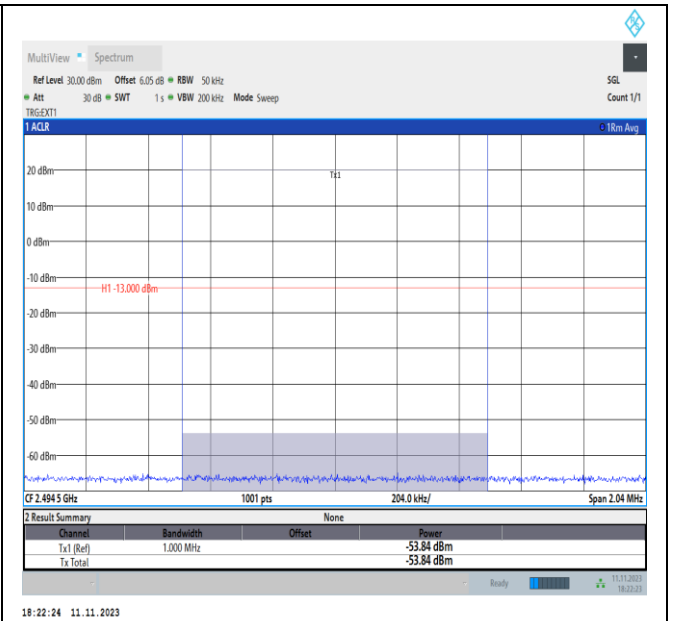 R&S
MultiView Spectrum
Ref Level 30.00 dBm Offset 6.05 dB RBW 50 kHz SGL
Att 30 dB SWT 1 s VBW 200 kHz Mode Sweep Count 1/1
TRG:EXT1
1 ACLR 1Rm Avg
Tx1
20 dBm
10 dBm
0 dBm
-10 dBm
H1 -13.000 dBm
-20 dBm
-30 dBm
-40 dBm
-50 dBm
-60 dBm
CF 2.494 5 GHz 1001 pts 204.0 kHz/ Span 2.04 MHz
2 Result Summary None
Channel Bandwidth Offset Power
Tx1 (Ref) 1.000 MHz -53.84 dBm
Tx Total -53.84 dBm
Ready 11.11.2023
18:22:23
18:22:24 11.11.2023